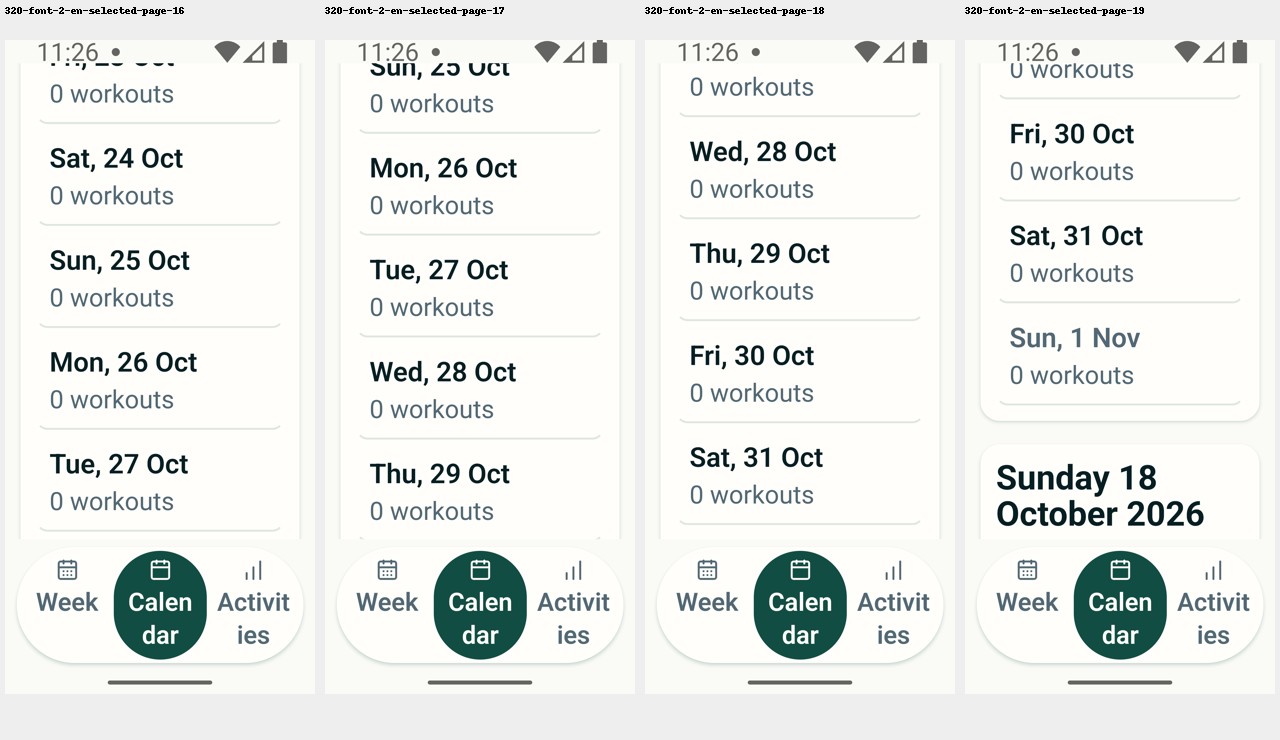 320-font-2-en-selected-page-16
11:26
Fri, 23 Oct
0 workouts
Sat, 24 Oct
0 workouts
Sun, 25 Oct
0 workouts
Mon, 26 Oct
0 workouts
Tue, 27 Oct
0 workouts
Week
Calen
dar
Activit
ies
320-font-2-en-selected-page-17
11:26
Sun, 25 Oct
0 workouts
Mon, 26 Oct
0 workouts
Tue, 27 Oct
0 workouts
Wed, 28 Oct
0 workouts
Thu, 29 Oct
0 workouts
Week
Calen
dar
Activit
ies
320-font-2-en-selected-page-18
11:26
0 workouts
Wed, 28 Oct
0 workouts
Thu, 29 Oct
0 workouts
Fri, 30 Oct
0 workouts
Sat, 31 Oct
0 workouts
Week
Calen
dar
Activit
ies
320-font-2-en-selected-page-19
11:26
0 workouts
Fri, 30 Oct
0 workouts
Sat, 31 Oct
0 workouts
Sun, 1 Nov
0 workouts
Sunday 18
October 2026
Week
Calen
dar
Activit
ies